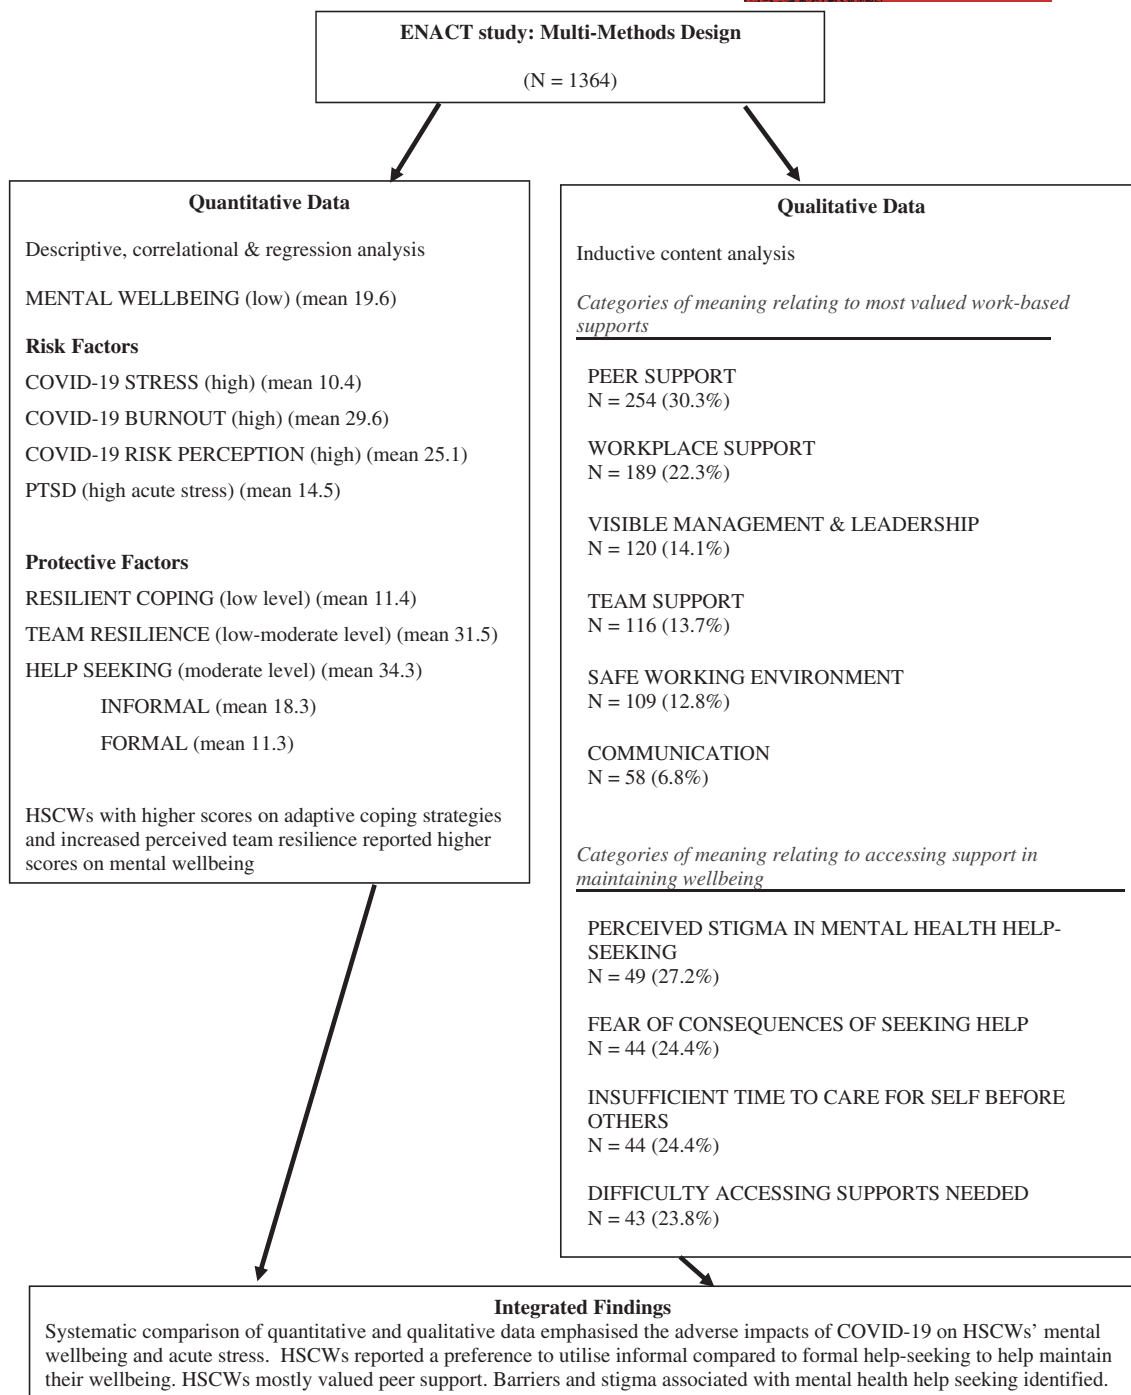 ENACT study: Multi-Methods Design
(N = 1364)
Quantitative Data
Descriptive, correlational & regression analysis
MENTAL WELLBEING (low) (mean 19.6)
Risk Factors
COVID-19 STRESS (high) (mean 10.4)
COVID-19 BURNOUT (high) (mean 29.6)
COVID-19 RISK PERCEPTION (high) (mean 25.1)
PTSD (high acute stress) (mean 14.5)
Protective Factors
RESILIENT COPING (low level) (mean 11.4)
TEAM RESILIENCE (low-moderate level) (mean 31.5)
HELP SEEKING (moderate level) (mean 34.3)
INFORMAL (mean 18.3)
FORMAL (mean 11.3)
HSCWs with higher scores on adaptive coping strategies
and increased perceived team resilience reported higher
scores on mental wellbeing
Qualitative Data
Inductive content analysis
Categories of meaning relating to most valued work-based
supports
PEER SUPPORT
N = 254 (30.3%)
WORKPLACE SUPPORT
N = 189 (22.3%)
VISIBLE MANAGEMENT & LEADERSHIP
N = 120 (14.1%)
TEAM SUPPORT
N = 116 (13.7%)
SAFE WORKING ENVIRONMENT
N = 109 (12.8%)
COMMUNICATION
N = 58 (6.8%)
Categories of meaning relating to accessing support in
maintaining wellbeing
PERCEIVED STIGMA IN MENTAL HEALTH HELP-
SEEKING
N = 49 (27.2%)
FEAR OF CONSEQUENCES OF SEEKING HELP
N = 44 (24.4%)
INSUFFICIENT TIME TO CARE FOR SELF BEFORE
OTHERS
N = 44 (24.4%)
DIFFICULTY ACCESSING SUPPORTS NEEDED
N = 43 (23.8%)
Integrated Findings
Systematic comparison of quantitative and qualitative data emphasised the adverse impacts of COVID-19 on HSCWs' mental
wellbeing and acute stress. HSCWs reported a preference to utilise informal compared to formal help-seeking to help maintain
their wellbeing. HSCWs mostly valued peer support. Barriers and stigma associated with mental health help seeking identified.